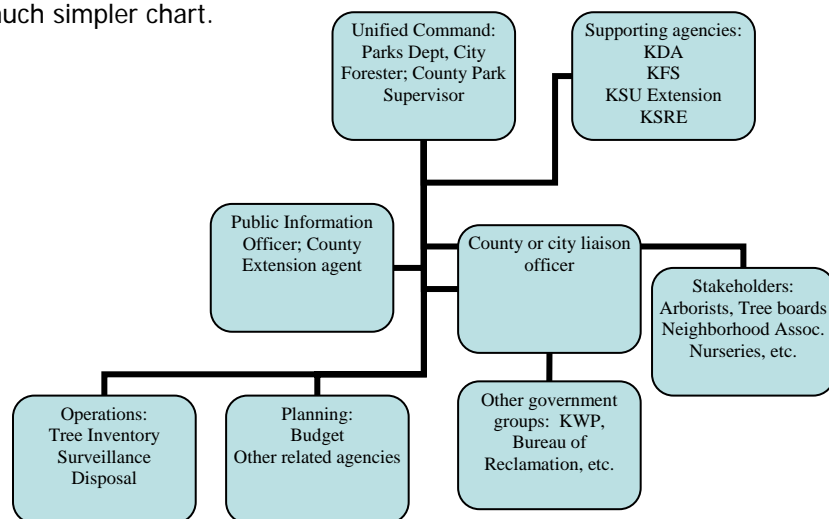 much simpler chart.
Unified Command:
Parks Dept, City
Forester; County Park
Supervisor
Supporting agencies:
KDA
KFS
KSU Extension
KSRE
Public Information
Officer; County
Extension agent
County or city liaison
officer
Stakeholders:
Arborists, Tree boards
Neighborhood Assoc.
Nurseries, etc.
Operations:
Tree Inventory
Surveillance
Disposal
Planning:
Budget
Other related agencies
Other government
groups: KWP,
Bureau of
Reclamation, etc.